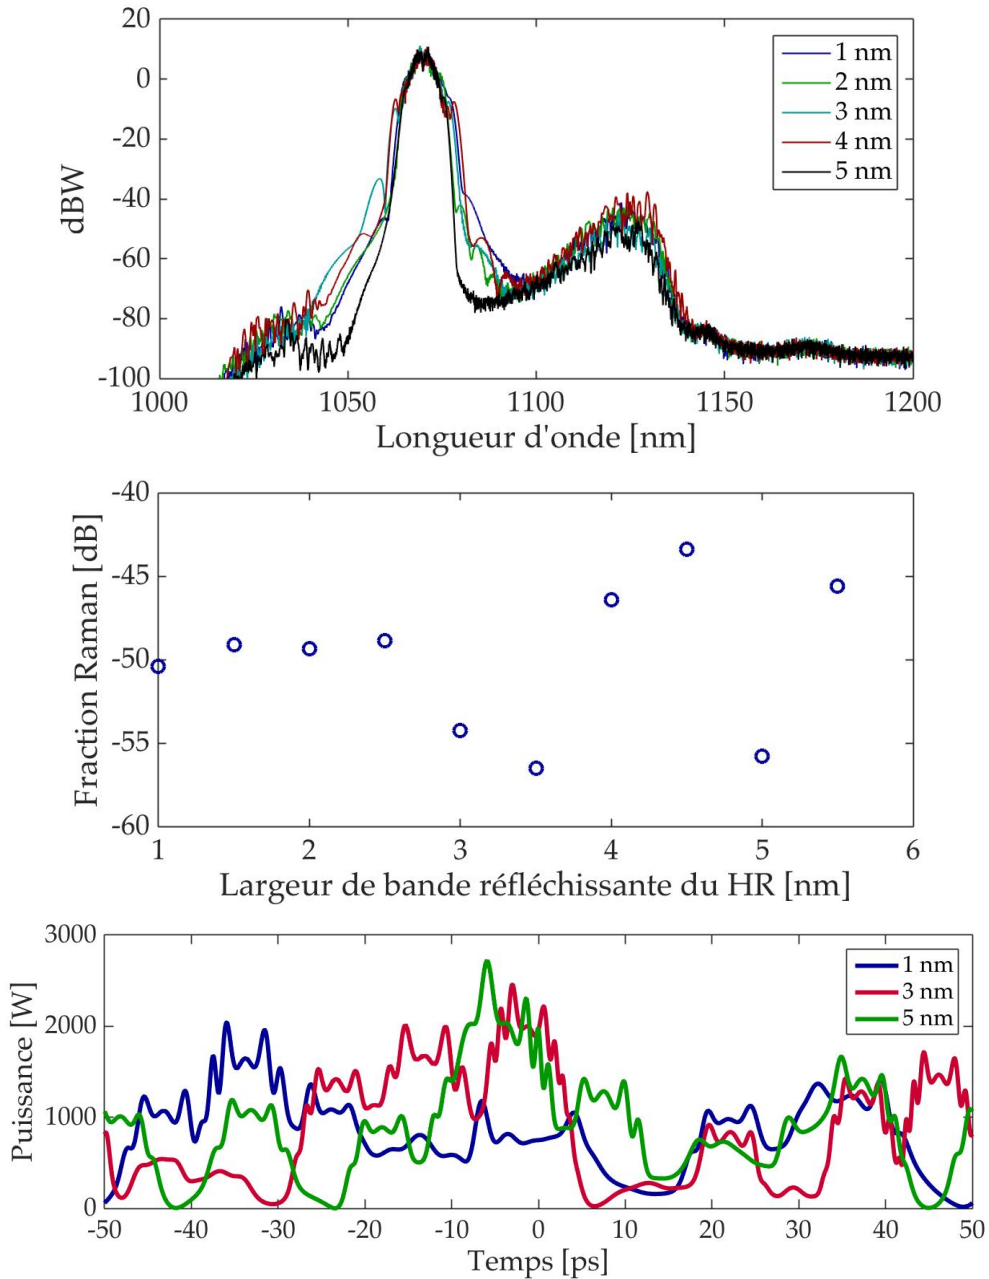 20
0
-20
-40
-60
-80
-100
dBW
1 nm
2 nm
3 nm
4 nm
5 nm
1000 1050 1100 1150 1200
Longueur d'onde [nm]
-40
-45
-50
-55
-60
Fraction Raman [dB]
1 2 3 4 5 6
Largeur de bande réfléchissante du HR [nm]
3000
2000
1000
0
Puissance [W]
1 nm
3 nm
5 nm
-50 -40 -30 -20 -10 0 10 20 30 40 50
Temps [ps]